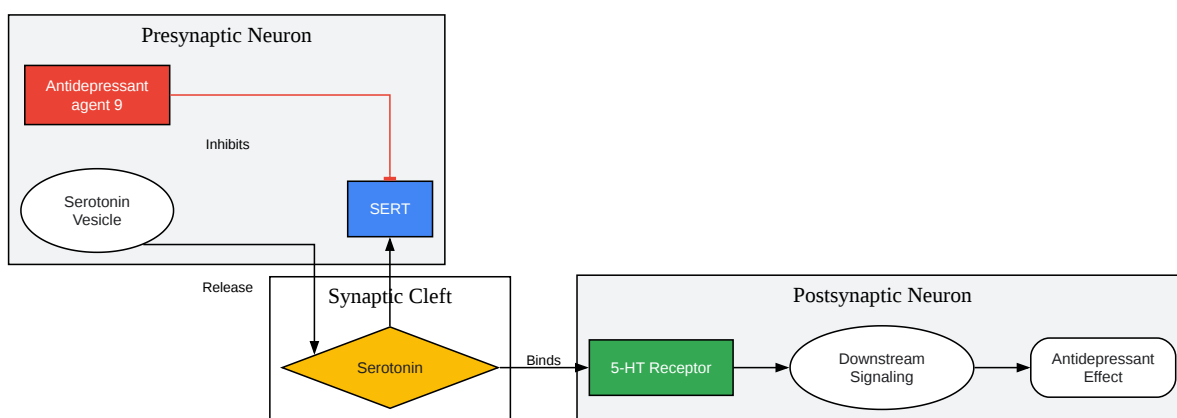 Presynaptic Neuron
Antidepressant
agent 9
Inhibits
Serotonin
Vesicle
SERT
Release
Synaptic Cleft
Serotonin
Binds
Postsynaptic Neuron
5-HT Receptor
Downstream
Signaling
Antidepressant
Effect